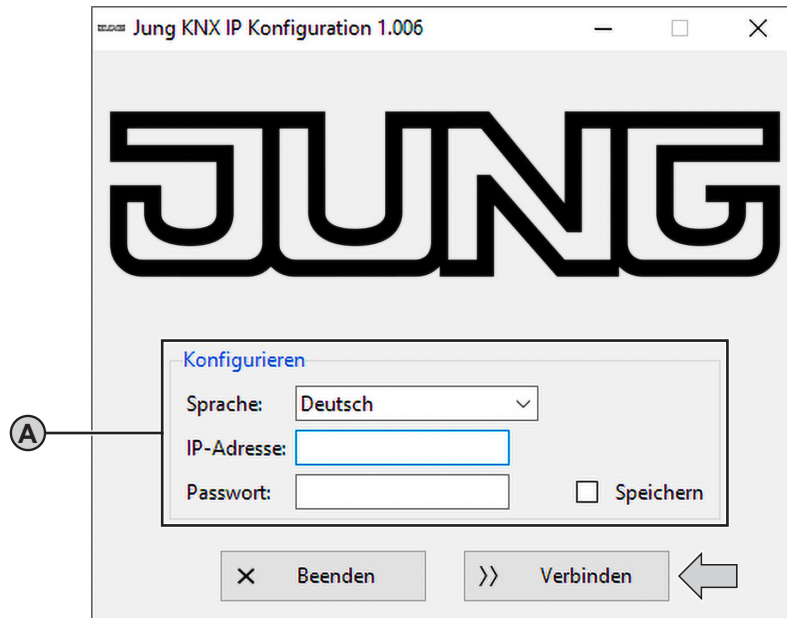 Jung KNX IP Konfiguration 1.006
JUNG
Konfigurieren
Sprache: Deutsch
IP-Adresse:
A
Passwort: Speichern
Beenden Verbinden